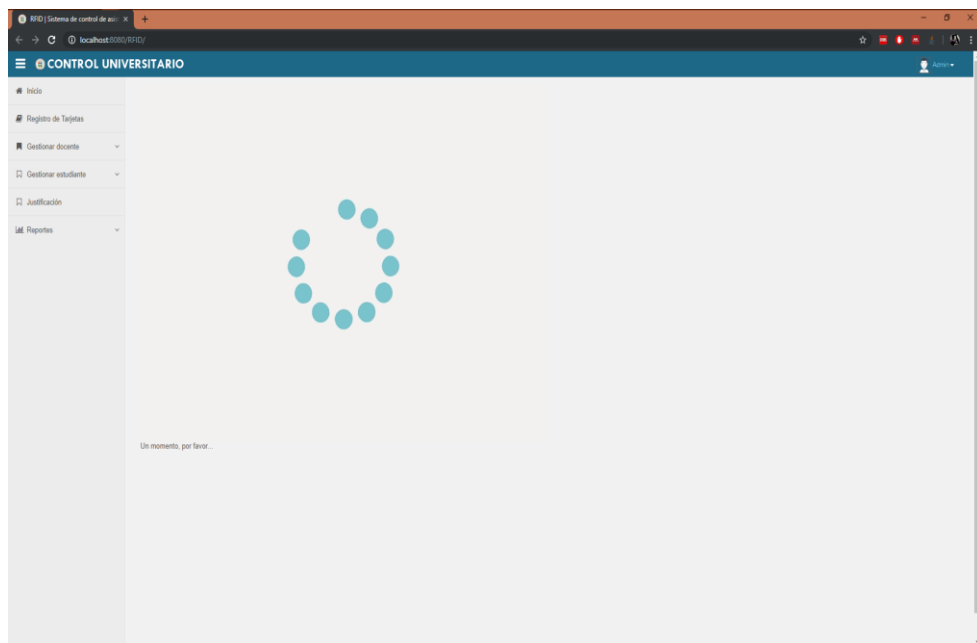 RFID | Sistema de control de asis
localhost:8080/RFID/
CONTROL UNIVERSITARIO
Admin
Inicio
Registro de Tarjetas
Gestionar docente
Gestionar estudiante
Justificación
Reportes
Un momento, por favor...